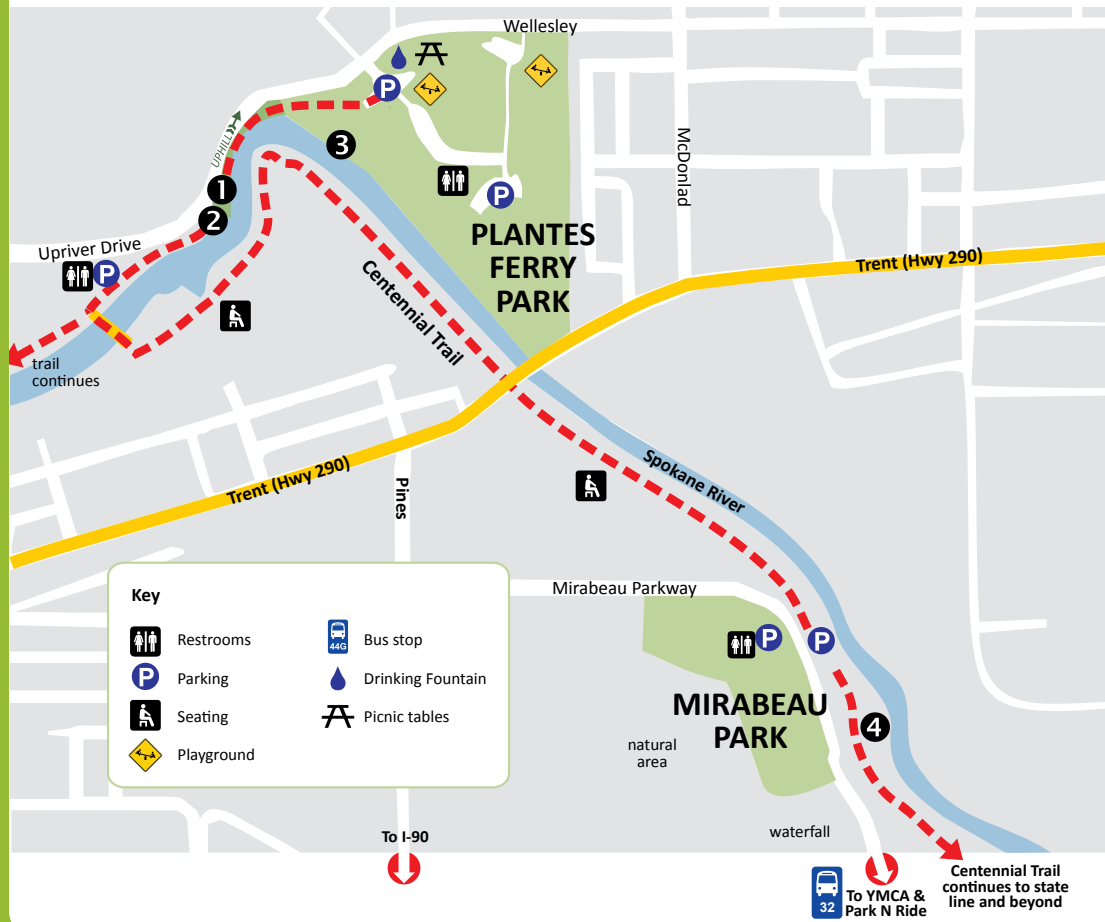 Wellesley
P
UPHILL
3
McDonlad
1
2
P
Upriver Drive
P
PLANTES
FERRY
PARK
Trent (Hwy 290)
Centennial Trail
trail
continues
Spokane River
Trent (Hwy 290)
Pines
Mirabeau Parkway
Key
Restrooms
P
Parking
Seating
Playground
44G
Bus stop
Drinking Fountain
Picnic tables
P
P
MIRABEAU
PARK
4
natural
area
waterfall
To I-90
32
To YMCA &
Park N Ride
Centennial Trail
continues to state
line and beyond